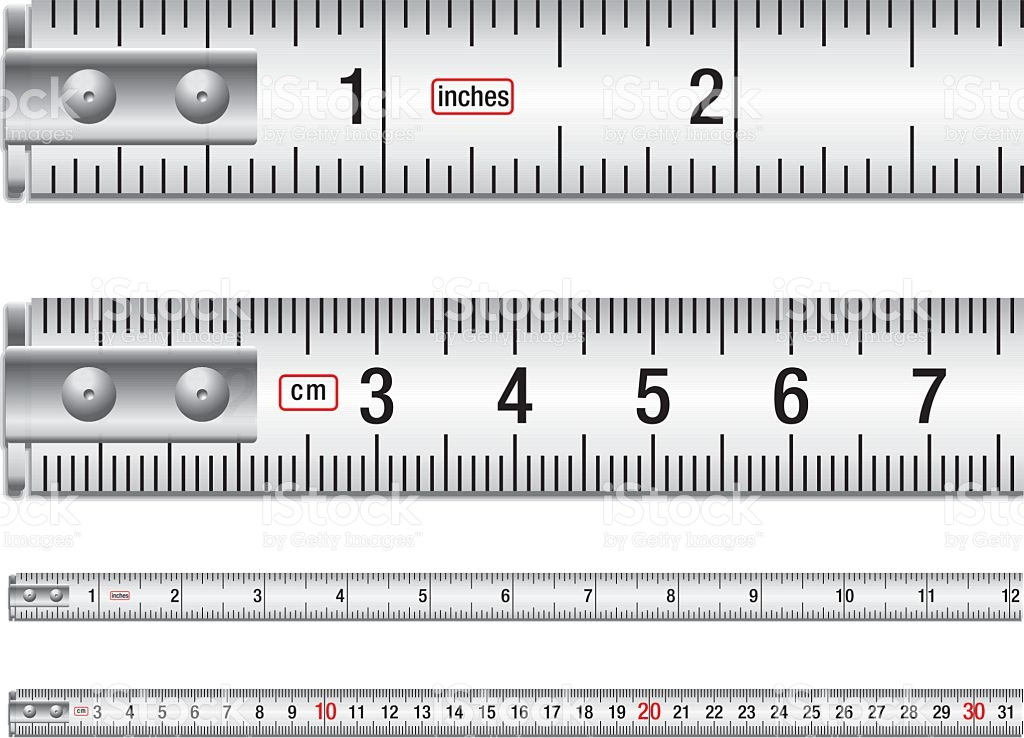 1 inches 2
cm 3 4 5 6 7
1 inches 2 3 4 5 6 7 8 9 10 11 12
cm 3 4 5 6 7 8 9 10 11 12 13 14 15 16 17 18 19 20 21 22 23 24 25 26 27 28 29 30 31
iStock
by Getty Images™